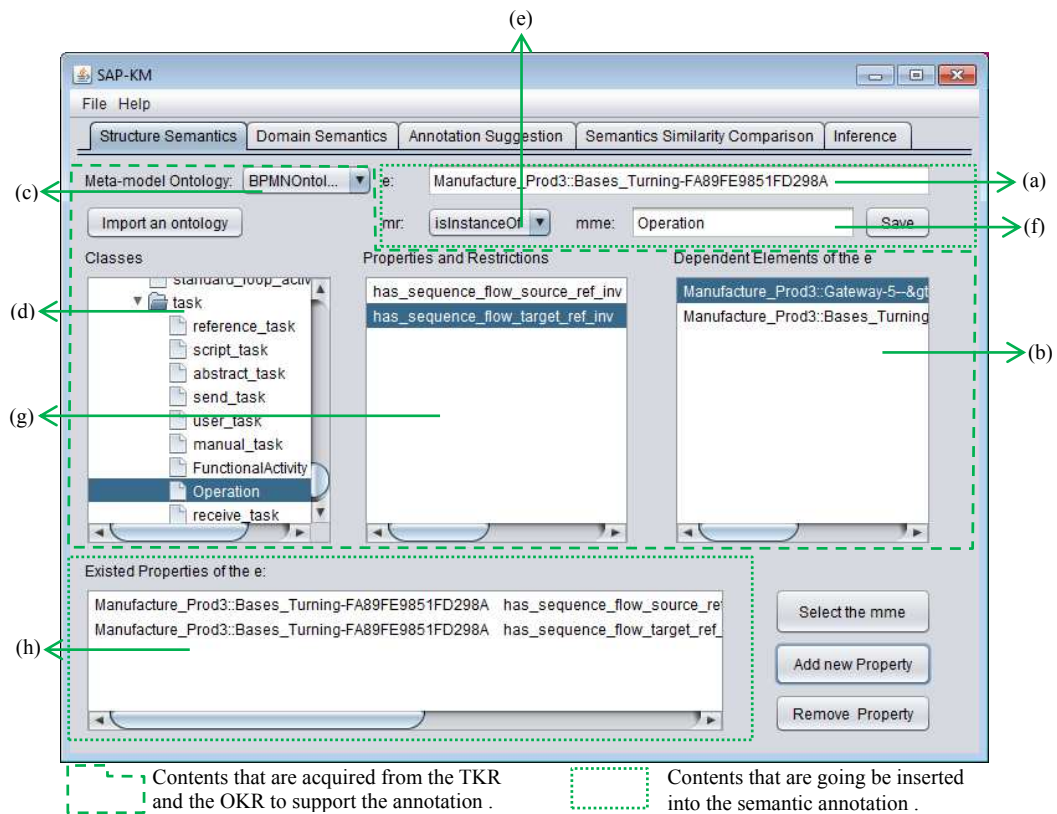 (e)
SAP-KM
File Help
Structure Semantics Domain Semantics Annotation Suggestion Semantics Similarity Comparison Inference
(c)
Meta-model Ontology: BPMNOntol... e: Manufacture_Prod3::Bases_Turning-FA89FE9851FD298A
(a)
Import an ontology mr: isInstanceOf mme: Operation Save
(f)
Classes Properties and Restrictions Dependent Elements of the e
standard_loop_activ
task
reference_task
script_task
abstract_task
send_task
user_task
manual_task
FunctionalActivity
Operation
receive_task
(d)
has_sequence_flow_source_ref_inv
has_sequence_flow_target_ref_inv
Manufacture_Prod3::Gateway-5--&gt
Manufacture_Prod3::Bases_Turning
(b)
(g)
Existed Properties of the e:
Manufacture_Prod3::Bases_Turning-FA89FE9851FD298A has_sequence_flow_source_ref
Manufacture_Prod3::Bases_Turning-FA89FE9851FD298A has_sequence_flow_target_ref_
(h)
Select the mme
Add new Property
Remove Property
Contents that are acquired from the TKR
and the OKR to support the annotation .
Contents that are going be inserted
into the semantic annotation .